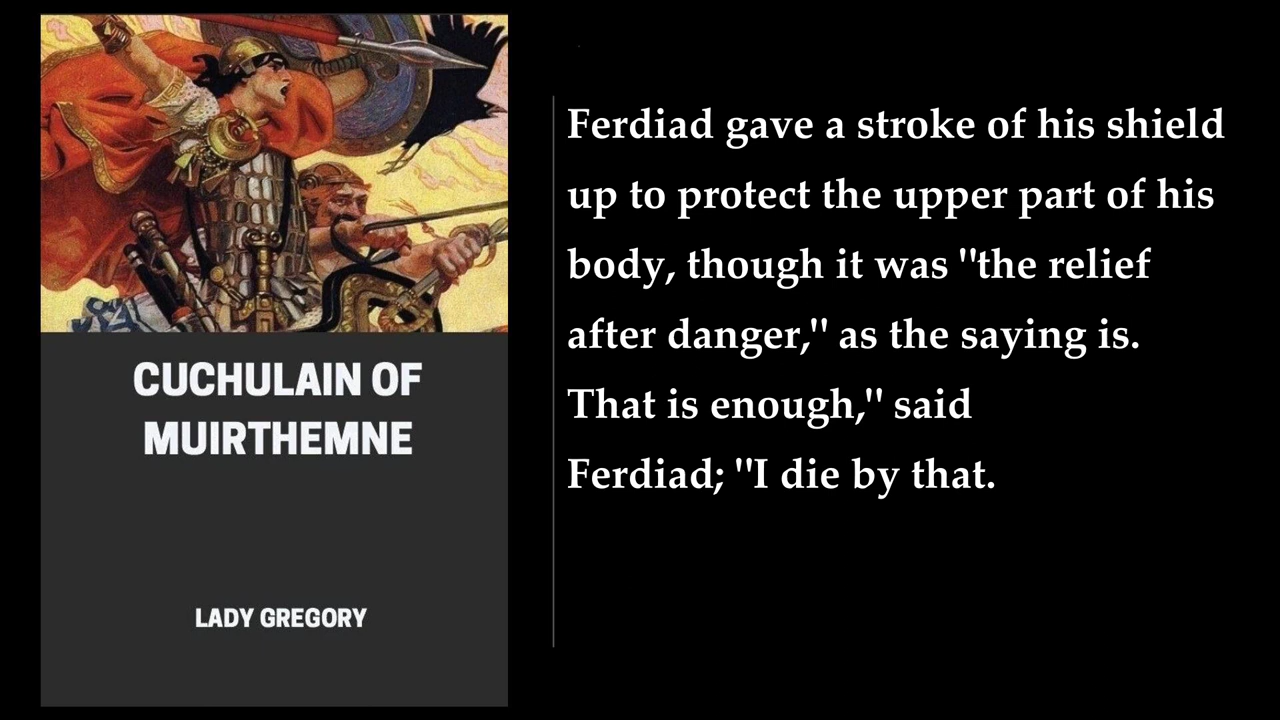 CUCHULAIN OF
MUIRTHEMNE
LADY GREGORY
Ferdiad gave a stroke of his shield
up to protect the upper part of his
body, though it was "the relief
after danger," as the saying is.
That is enough," said
Ferdiad; "I die by that.